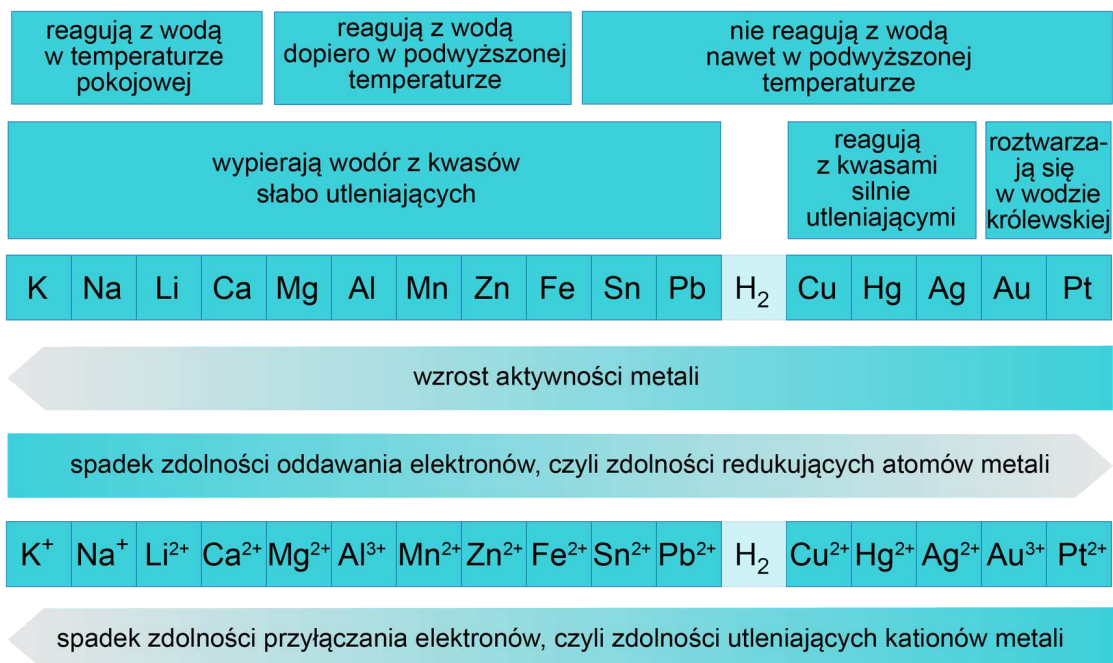 reagują z wodą
w temperaturze
pokojowej
reagują z wodą
dopiero w podwyższonej
temperaturze
nie reagują z wodą
nawet w podwyższonej
temperaturze
wypierają wodór z kwasów
słabo utleniających
reagują
z kwasami
silnie
utleniającymi
roztwarza-
ją się
w wodzie
królewskiej
K Na Li Ca Mg Al Mn Zn Fe Sn Pb H₂ Cu Hg Ag Au Pt
wzrost aktywności metali
spadek zdolności oddawania elektronów, czyli zdolności redukujących atomów metali
K⁺ Na⁺ Li²⁺ Ca²⁺ Mg²⁺ Al³⁺ Mn²⁺ Zn²⁺ Fe²⁺ Sn²⁺ Pb²⁺ H₂ Cu²⁺ Hg²⁺ Ag²⁺ Au³⁺ Pt²⁺
spadek zdolności przyłączania elektronów, czyli zdolności utleniających kationów metali